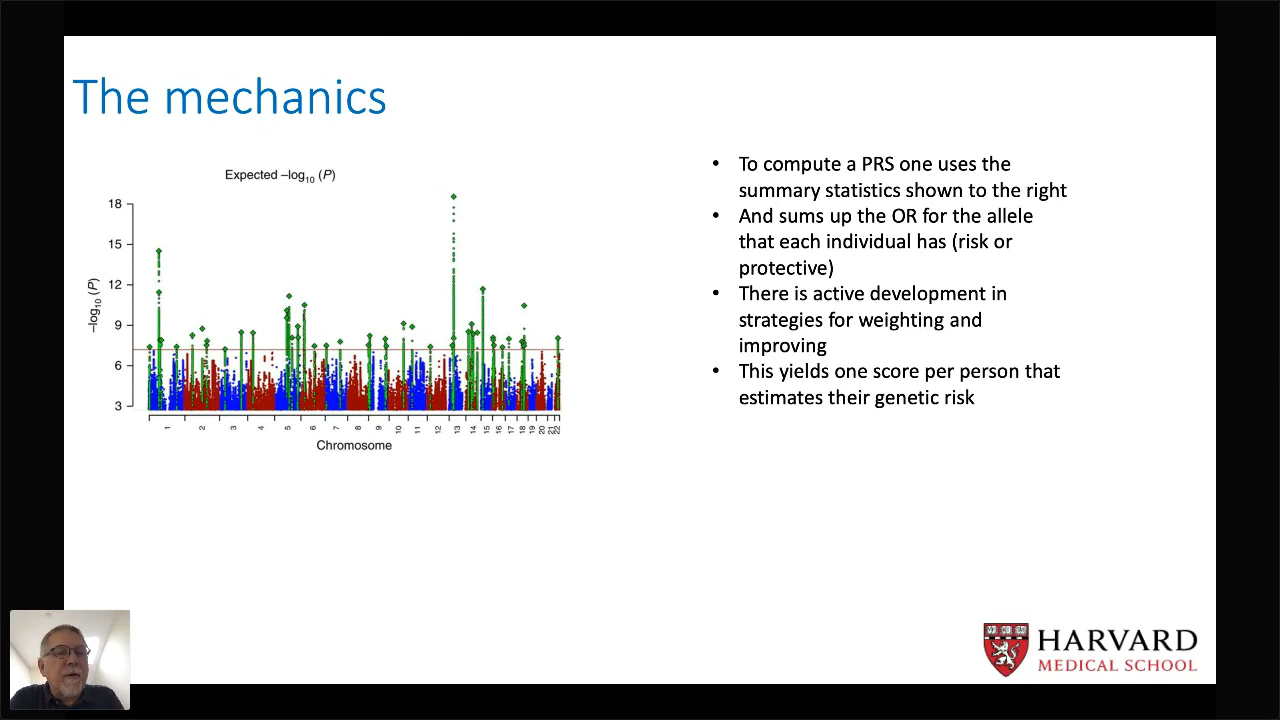 The mechanics
Expected –log10 (P)
18
15
12
9
6
3
–log10 (P)
1 2 3 4 5 6 7 8 9 10 11 12 13 14 15 16 17 18 19 20 21 22
Chromosome
• To compute a PRS one uses the
summary statistics shown to the right
• And sums up the OR for the allele
that each individual has (risk or
protective)
• There is active development in
strategies for weighting and
improving
• This yields one score per person that
estimates their genetic risk
HARVARD
MEDICAL SCHOOL